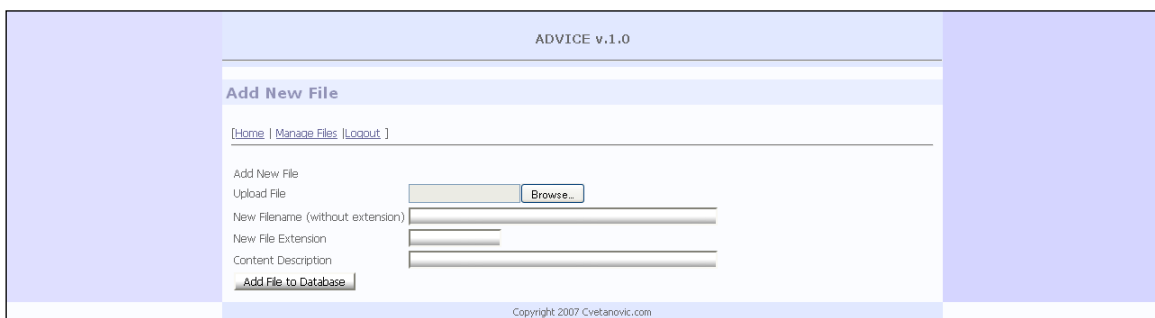 ADVICE v.1.0
Add New File
[Home | Manage Files |Logout ]
Add New File
Upload File Browse...
New Filename (without extension)
New File Extension
Content Description
Add File to Database
Copyright 2007 Cvetanovic.com